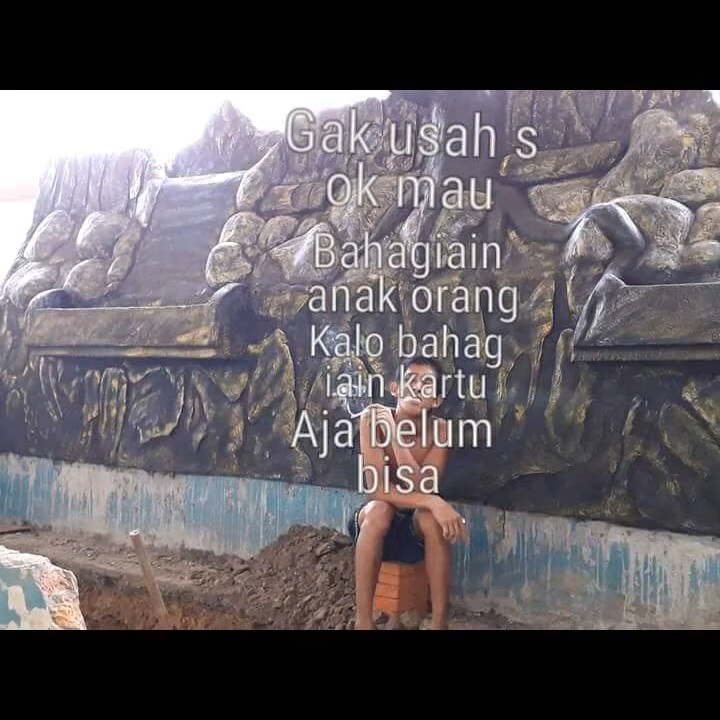 Gak usah s
ok mau
Bahagiain
anak orang
Kalo bahag
iain kartu
Aja belum
bisa